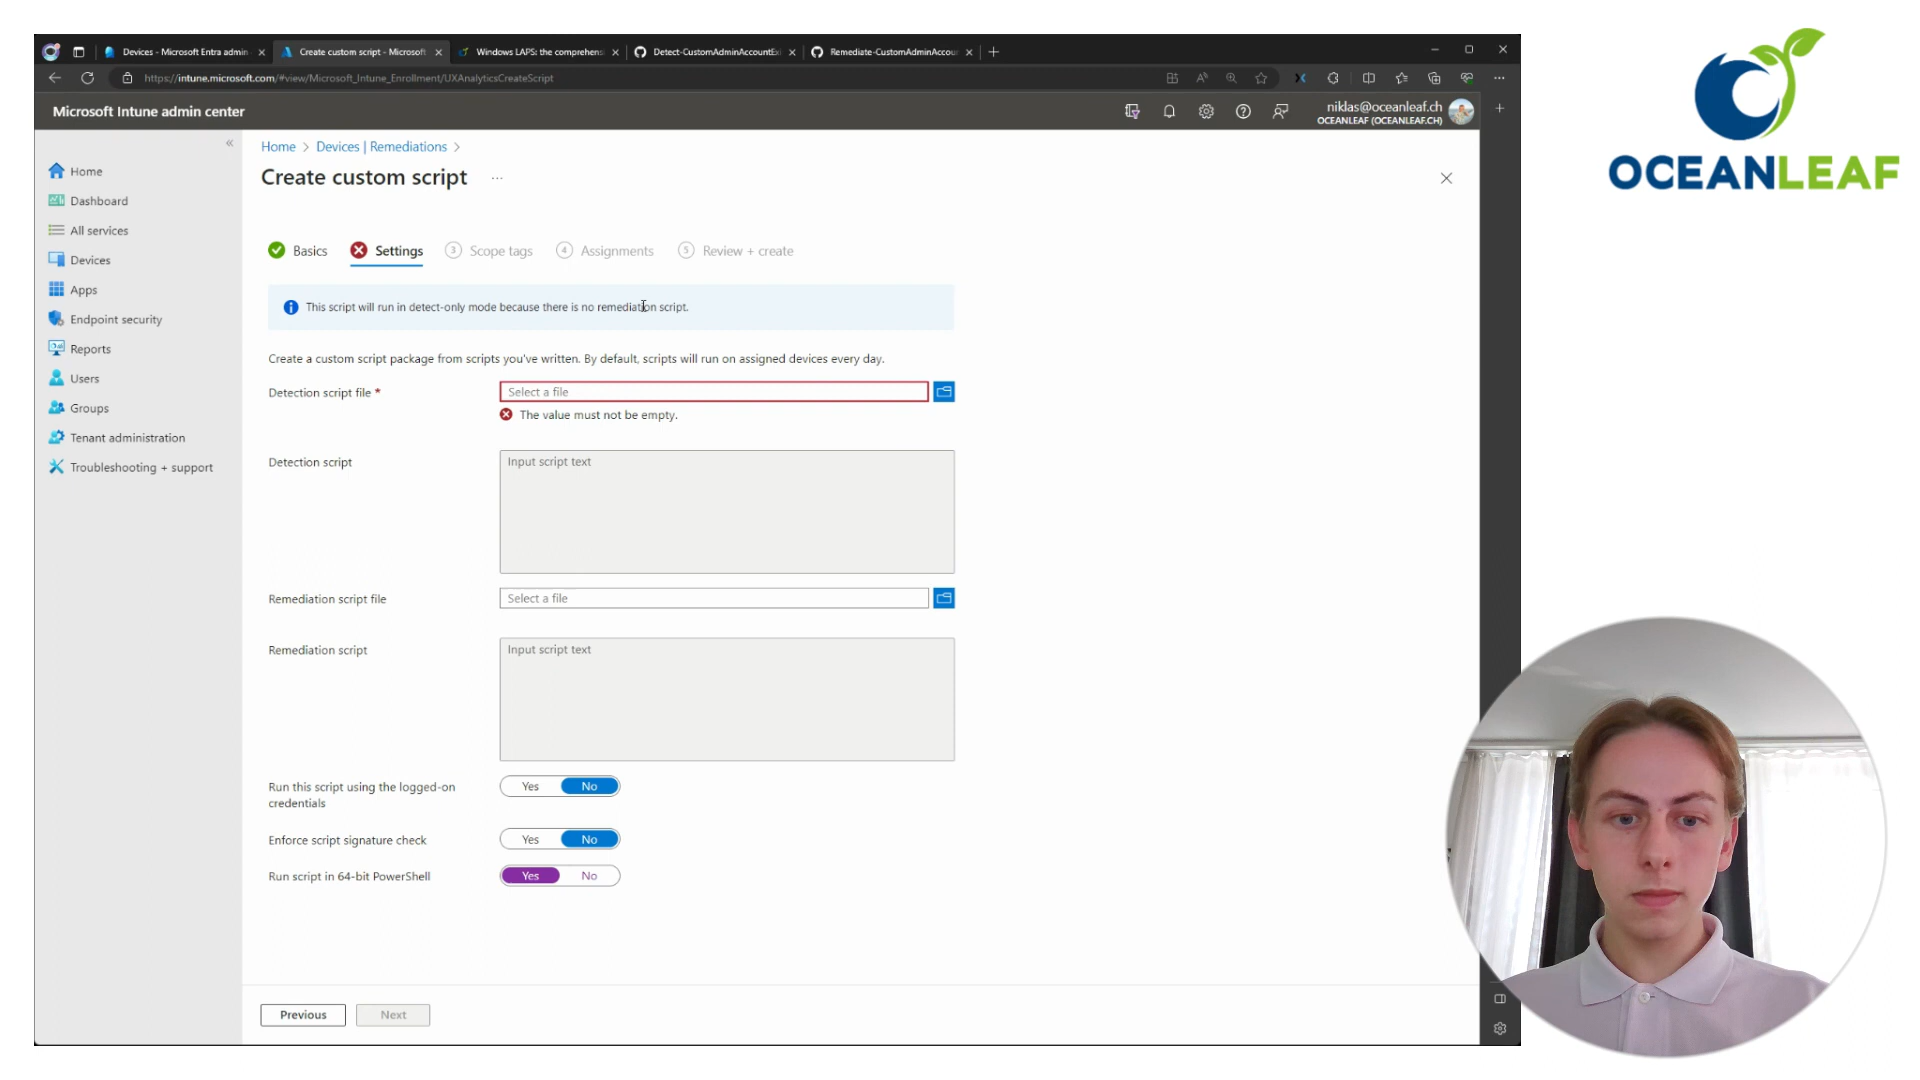 Devices - Microsoft Entra admin
Create custom script - Microsoft
Windows LAPS: the comprehens
Detect-CustomAdminAccountEx
Remediate-CustomAdminAccou
https://intune.microsoft.com/#view/Microsoft_Intune_Enrollment/UXAnalyticsCreateScript
Microsoft Intune admin center
niklas@oceanleaf.ch
OCEANLEAF (OCEANLEAF.CH)
OCEANLEAF
Home
Dashboard
All services
Devices
Apps
Endpoint security
Reports
Users
Groups
Tenant administration
Troubleshooting + support
Home > Devices | Remediations >
Create custom script ...
Basics
Settings
3 Scope tags
4 Assignments
5 Review + create
This script will run in detect-only mode because there is no remediation script.
Create a custom script package from scripts you've written. By default, scripts will run on assigned devices every day.
Detection script file *
Select a file
The value must not be empty.
Detection script
Input script text
Remediation script file
Select a file
Remediation script
Input script text
Run this script using the logged-on
credentials
Yes No
Enforce script signature check
Yes No
Run script in 64-bit PowerShell
Yes No
Previous
Next